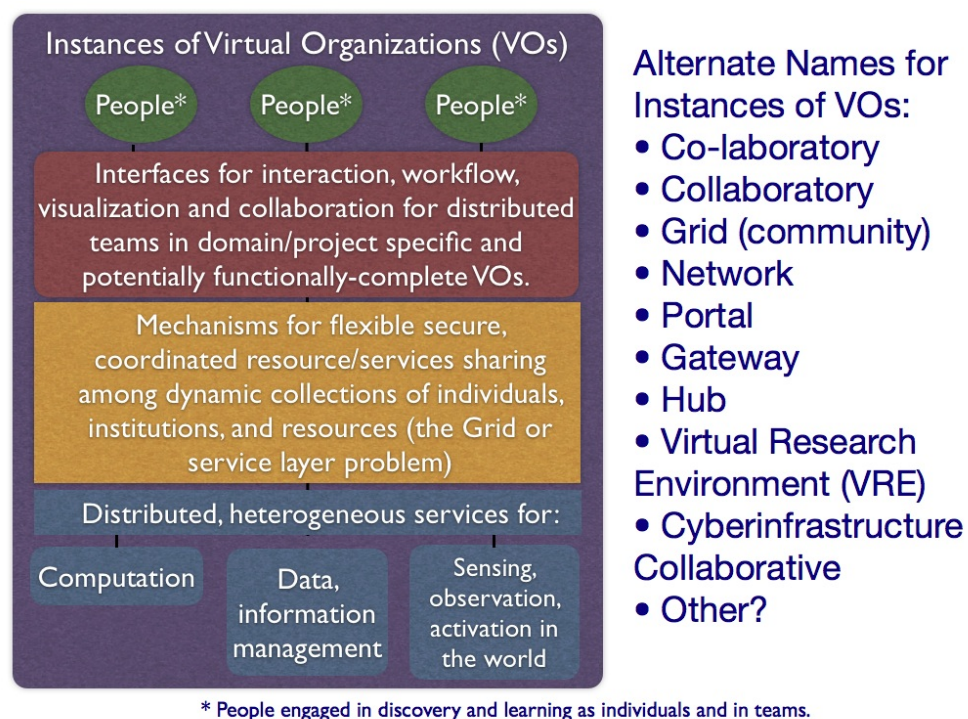 Instances of Virtual Organizations (VOs)
People*
People*
People*
Interfaces for interaction, workflow,
visualization and collaboration for distributed
teams in domain/project specific and
potentially functionally-complete VOs.
Mechanisms for flexible secure,
coordinated resource/services sharing
among dynamic collections of individuals,
institutions, and resources (the Grid or
service layer problem)
Distributed, heterogeneous services for:
Computation
Data,
information
management
Sensing,
observation,
activation in
the world
Alternate Names for
Instances of VOs:
• Co-laboratory
• Collaboratory
• Grid (community)
• Network
• Portal
• Gateway
• Hub
• Virtual Research
Environment (VRE)
• Cyberinfrastructure
Collaborative
• Other?
* People engaged in discovery and learning as individuals and in teams.